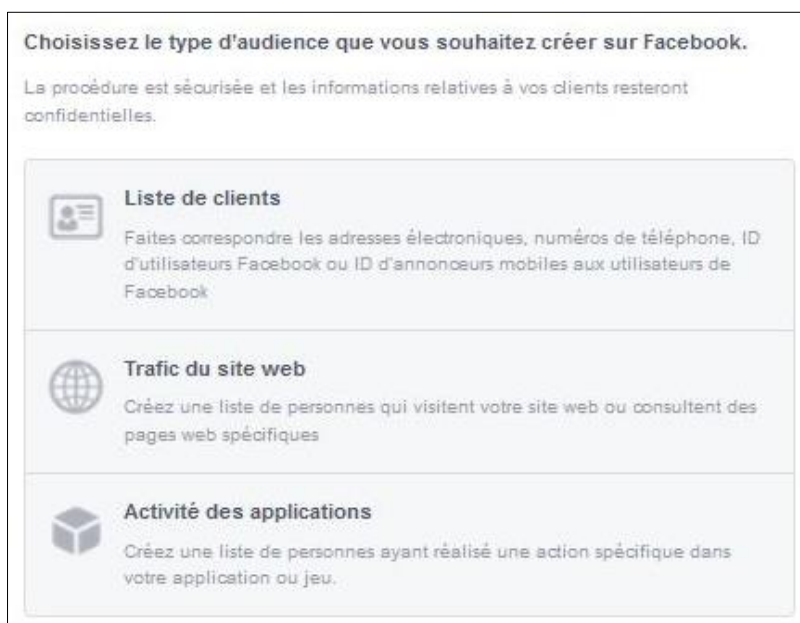 Choisissez le type d'audience que vous souhaitez créer sur Facebook.
La procédure est sécurisée et les informations relatives à vos clients resteront
confidentielles.
Liste de clients
Faites correspondre les adresses électroniques, numéros de téléphone, ID
d'utilisateurs Facebook ou ID d'annonceurs mobiles aux utilisateurs de
Facebook
Trafic du site web
Créez une liste de personnes qui visitent votre site web ou consultent des
pages web spécifiques
Activité des applications
Créez une liste de personnes ayant réalisé une action spécifique dans
votre application ou jeu.